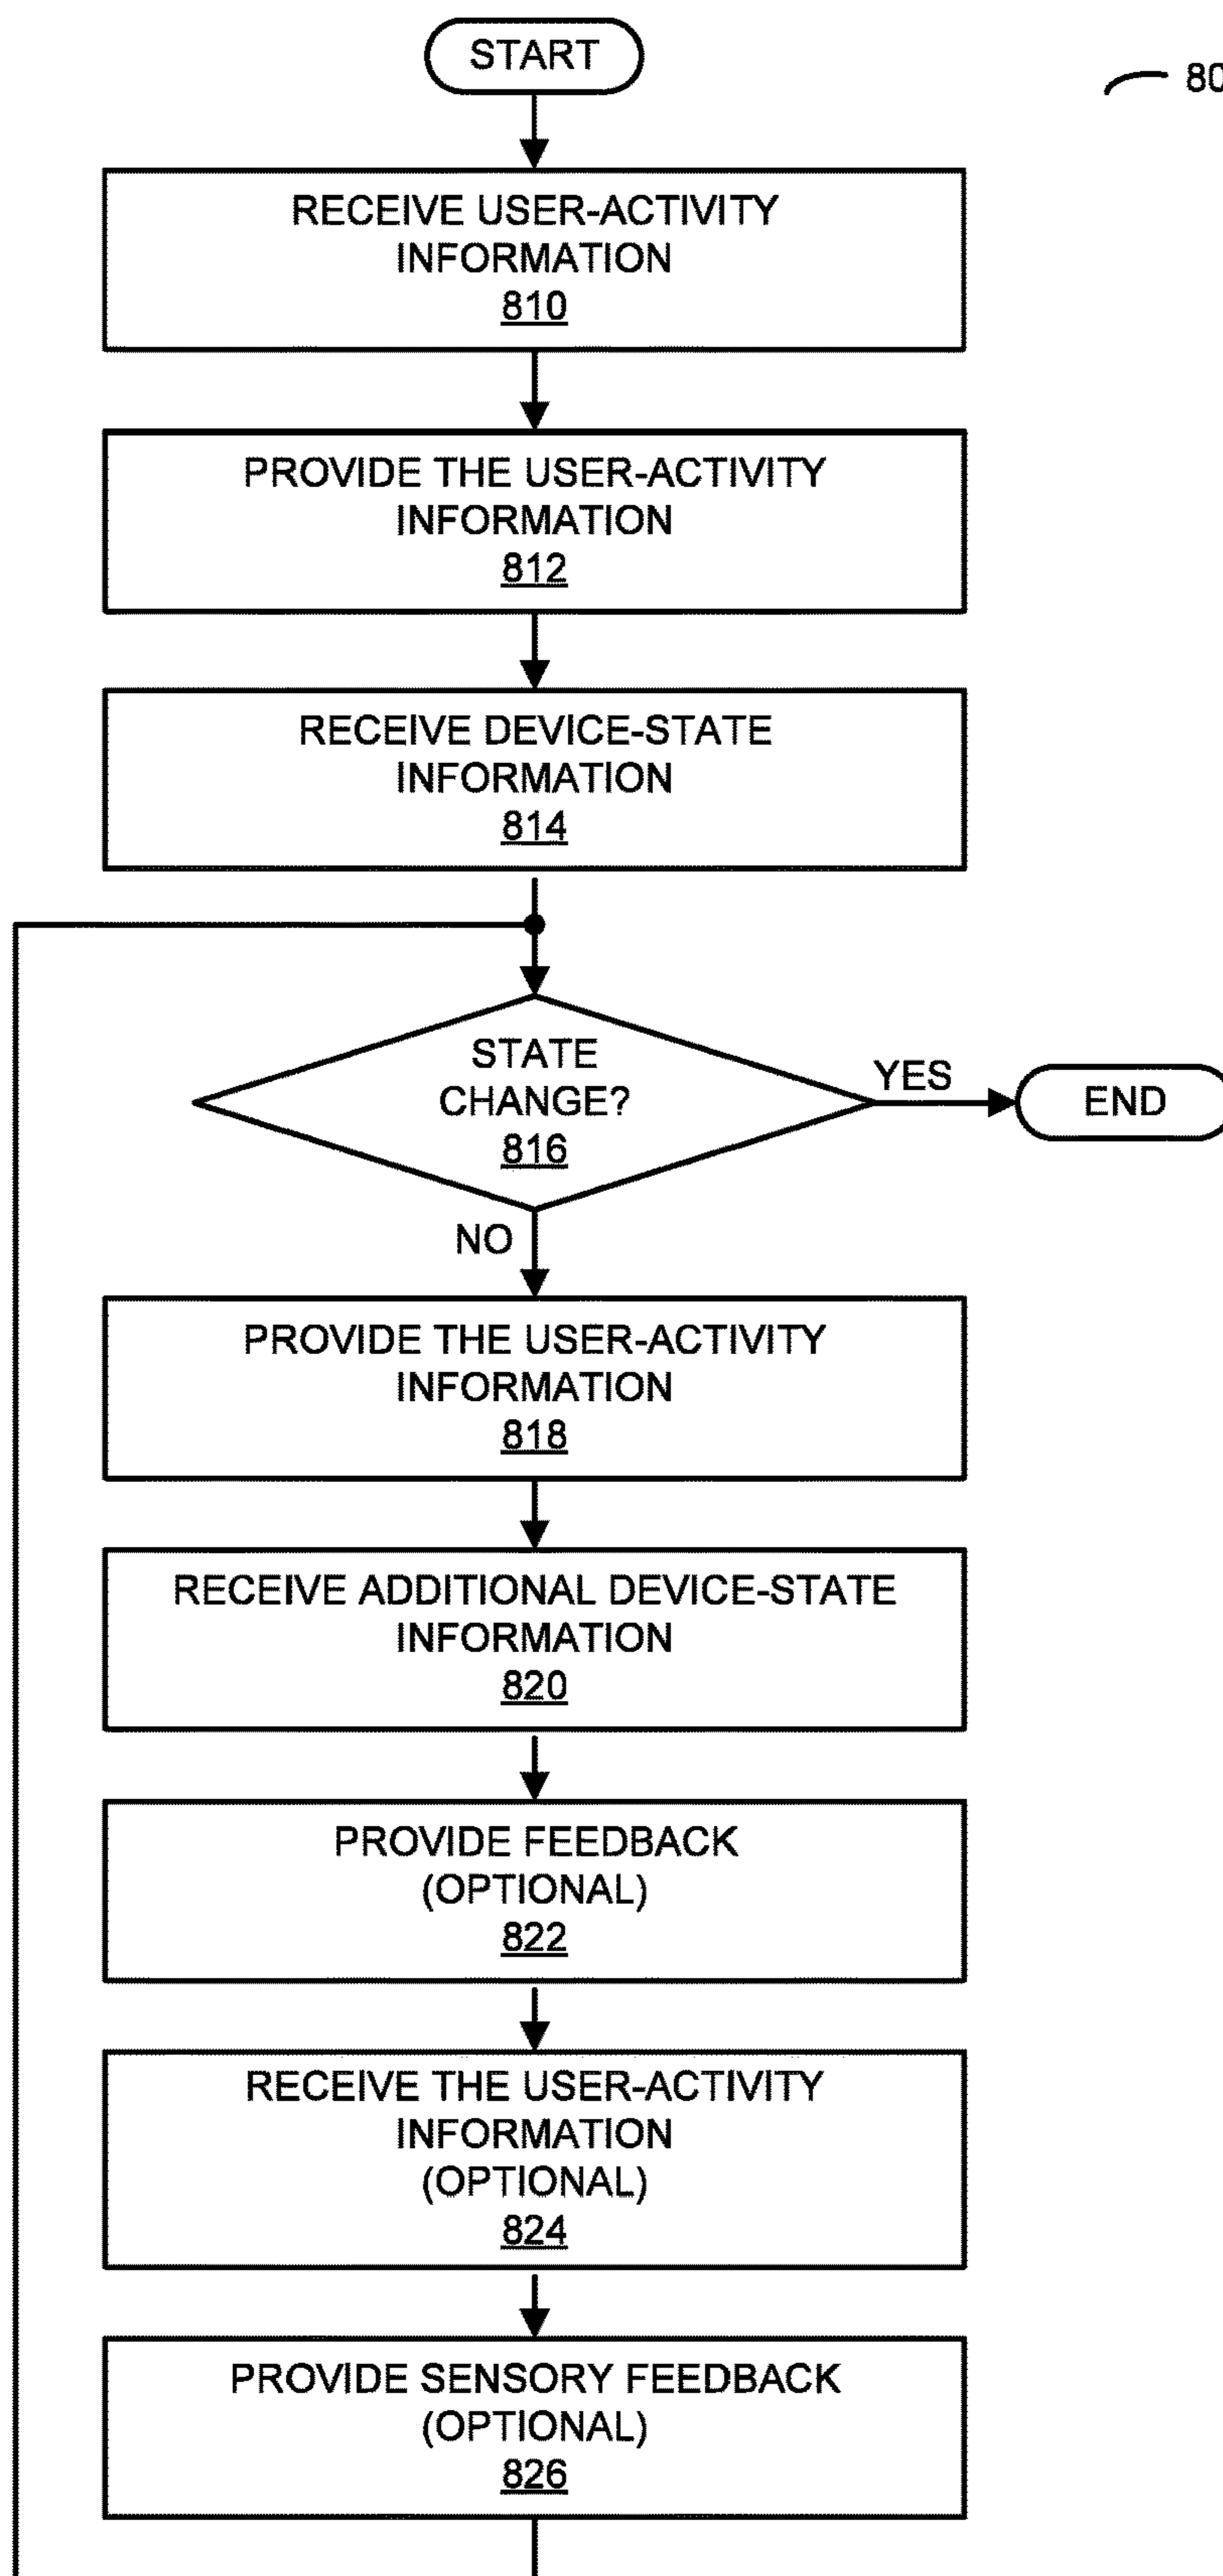 START
80
RECEIVE USER-ACTIVITY
INFORMATION
810
PROVIDE THE USER-ACTIVITY
INFORMATION
812
RECEIVE DEVICE-STATE
INFORMATION
814
STATE
CHANGE?
816
YES
END
NO
PROVIDE THE USER-ACTIVITY
INFORMATION
818
RECEIVE ADDITIONAL DEVICE-STATE
INFORMATION
820
PROVIDE FEEDBACK
(OPTIONAL)
822
RECEIVE THE USER-ACTIVITY
INFORMATION
(OPTIONAL)
824
PROVIDE SENSORY FEEDBACK
(OPTIONAL)
826